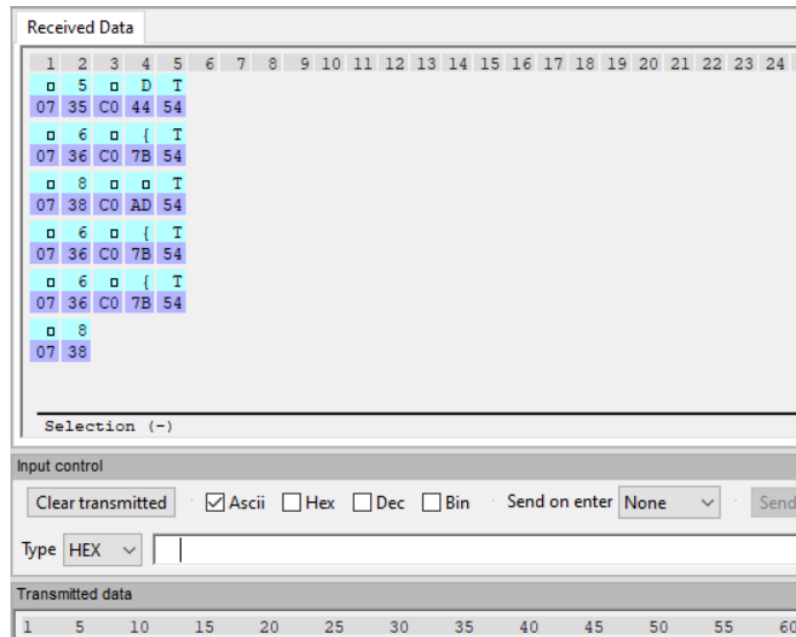 Received Data
1 2 3 4 5 6 7 8 9 10 11 12 13 14 15 16 17 18 19 20 21 22 23 24
□ 5 □ D T
07 35 C0 44 54
□ 6 □ { T
07 36 C0 7B 54
□ 8 □ □ T
07 38 C0 AD 54
□ 6 □ { T
07 36 C0 7B 54
□ 6 □ { T
07 36 C0 7B 54
□ 8
07 38
Selection (-)
Input control
Clear transmitted Ascii Hex Dec Bin Send on enter None Send
Type HEX
Transmitted data
1 5 10 15 20 25 30 35 40 45 50 55 60